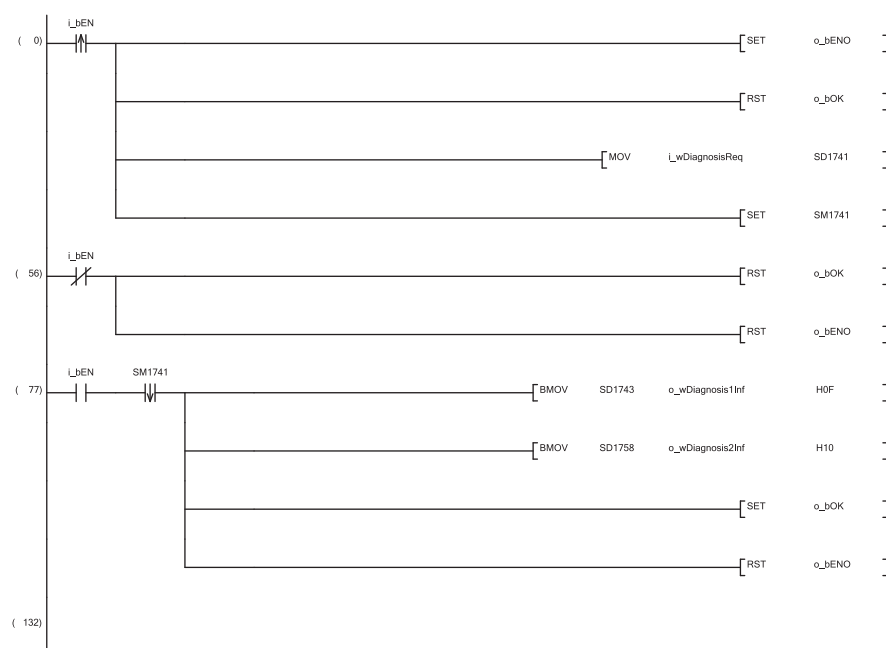 i_bEN
( 0) SET o_bENO
RST o_bOK
MOV i_wDiagnosisReq SD1741
SET SM1741
i_bEN
( 56) RST o_bOK
RST o_bENO
i_bEN SM1741
( 77) BMOV SD1743 o_wDiagnosis1Inf H0F
BMOV SD1758 o_wDiagnosis2Inf H10
SET o_bOK
RST o_bENO
( 132)